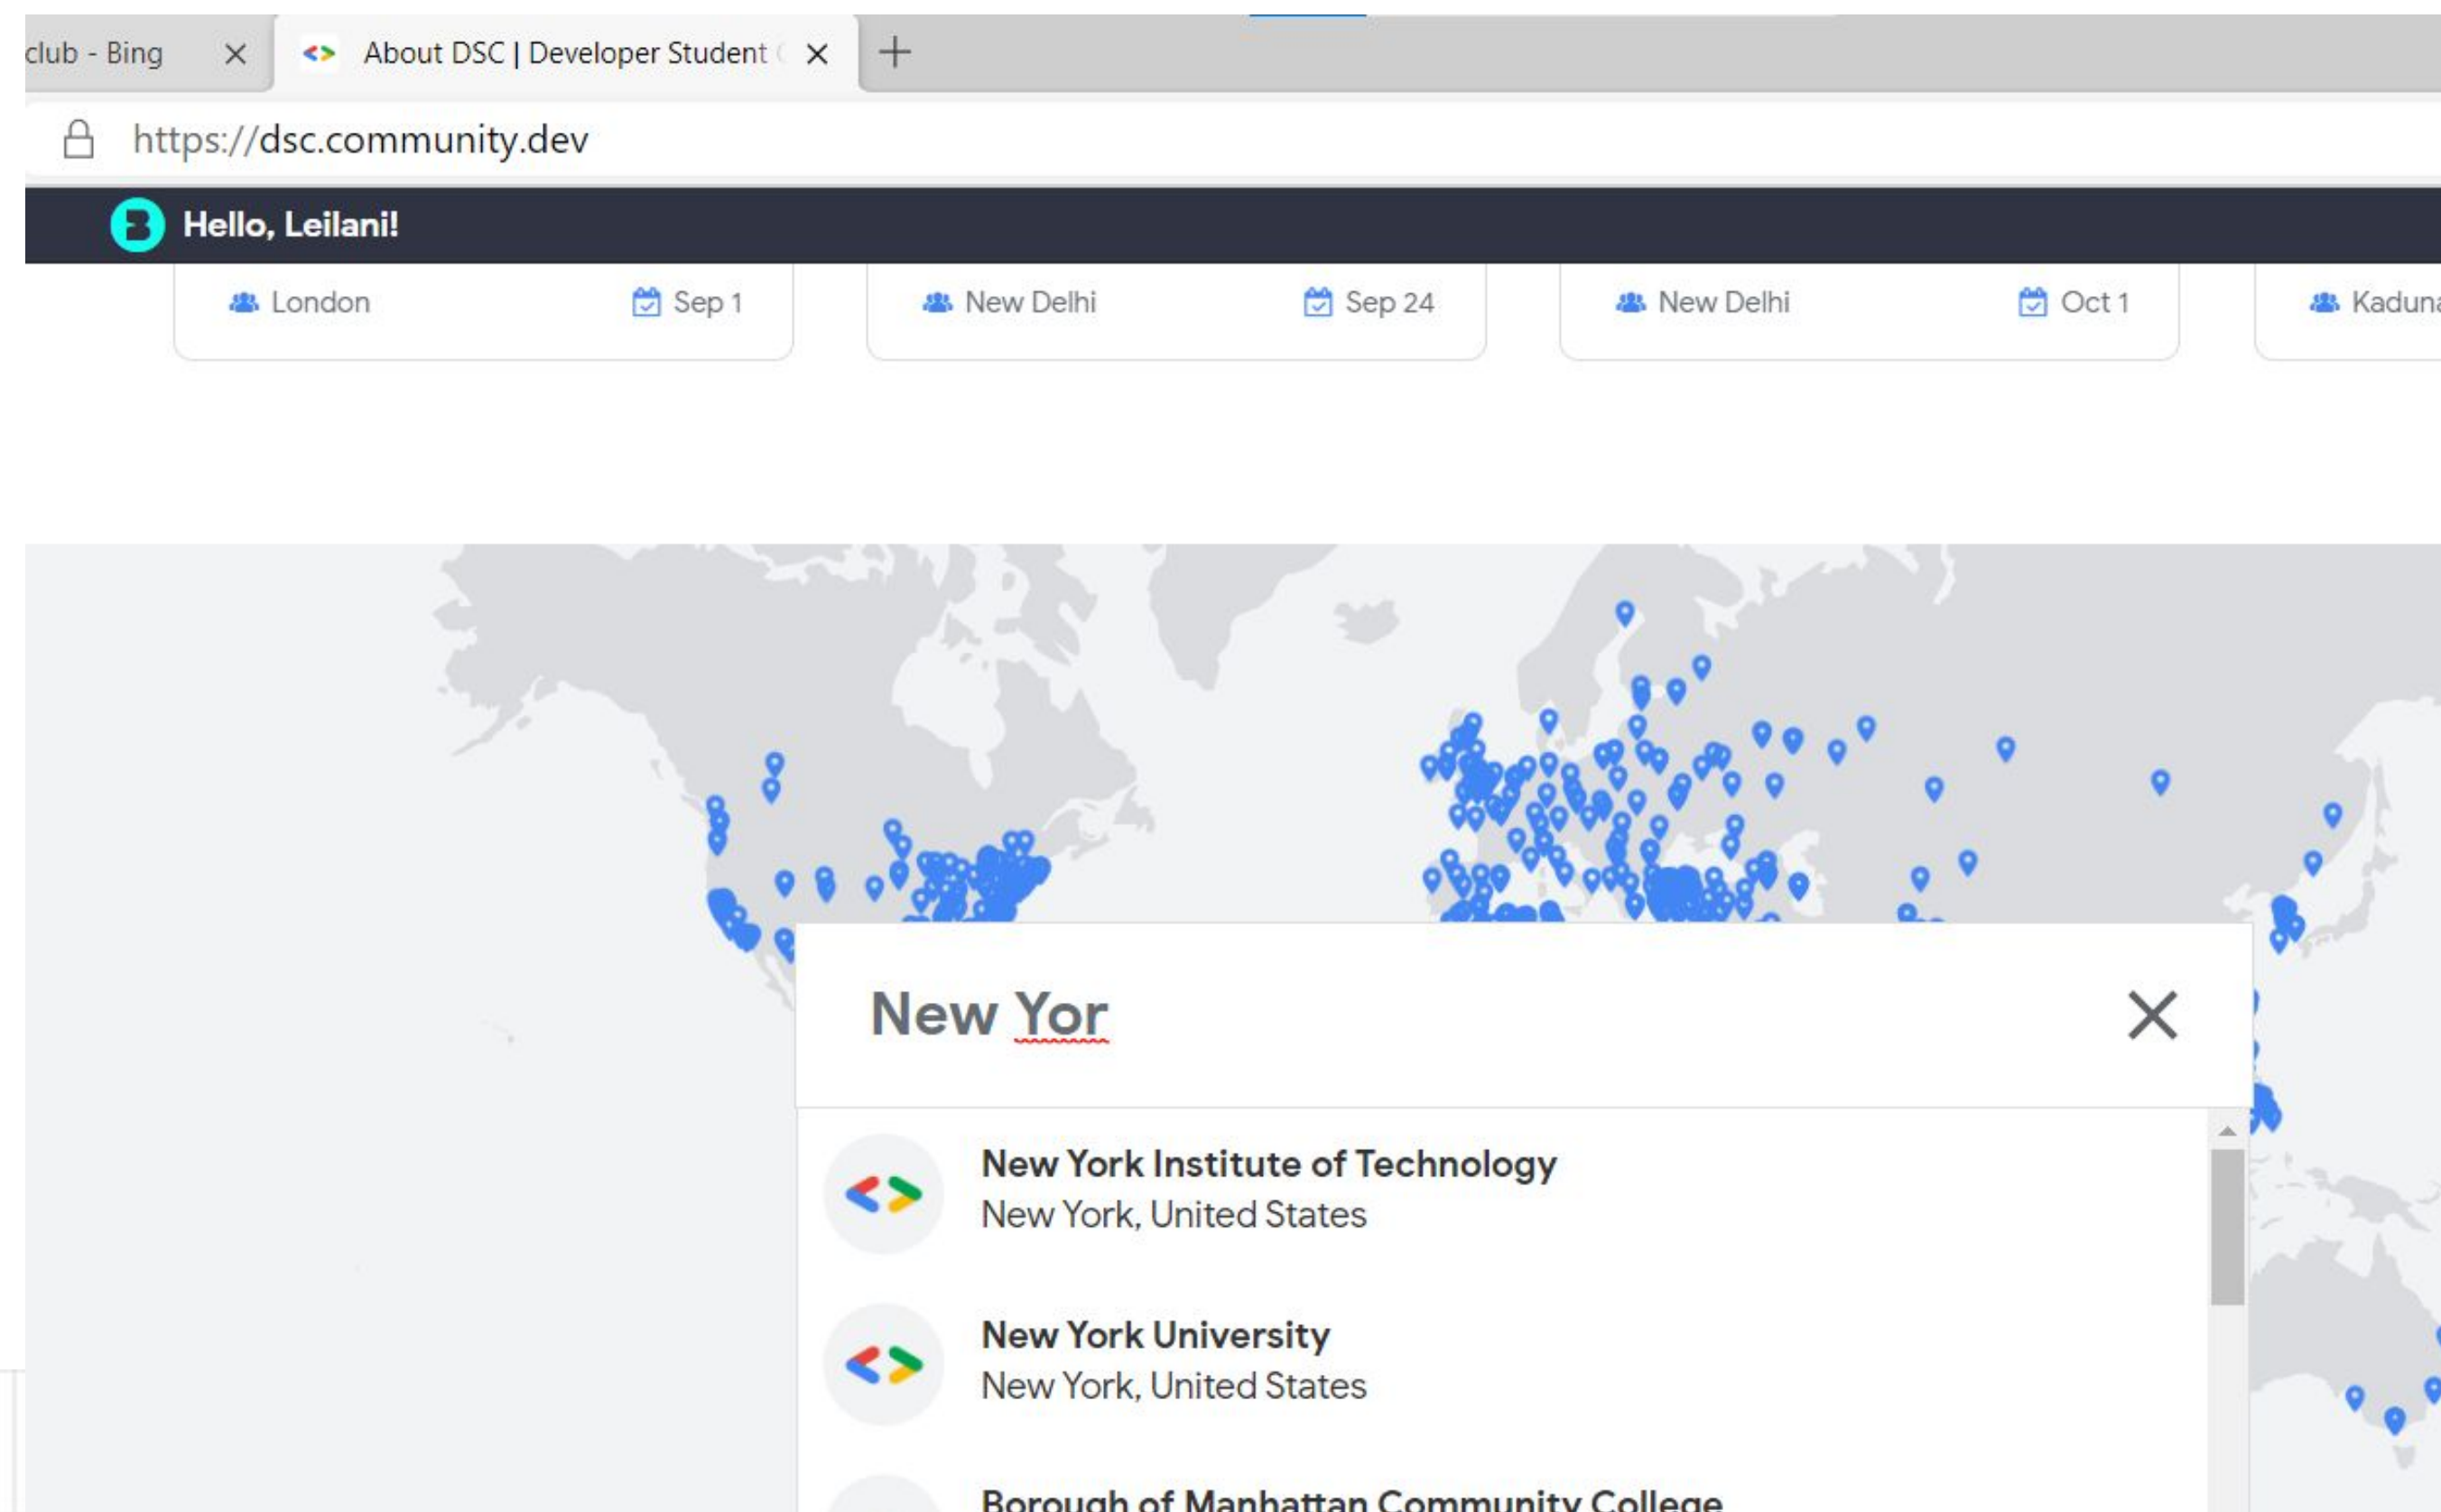 club - Bing
About DSC | Developer Student
https://dsc.community.dev
Hello, Leilani!
London Sep 1 New Delhi Sep 24 New Delhi Oct 1 Kaduna
New Yor
New York Institute of Technology
New York, United States
New York University
New York, United States
Borough of Manhattan Community College